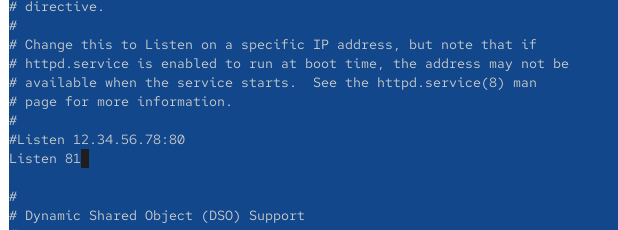 # directive.
#
# Change this to Listen on a specific IP address, but note that if
# httpd.service is enabled to run at boot time, the address may not be
# available when the service starts.  See the httpd.service(8) man
# page for more information.
#
#Listen 12.34.56.78:80
Listen 81
#
# Dynamic Shared Object (DSO) Support